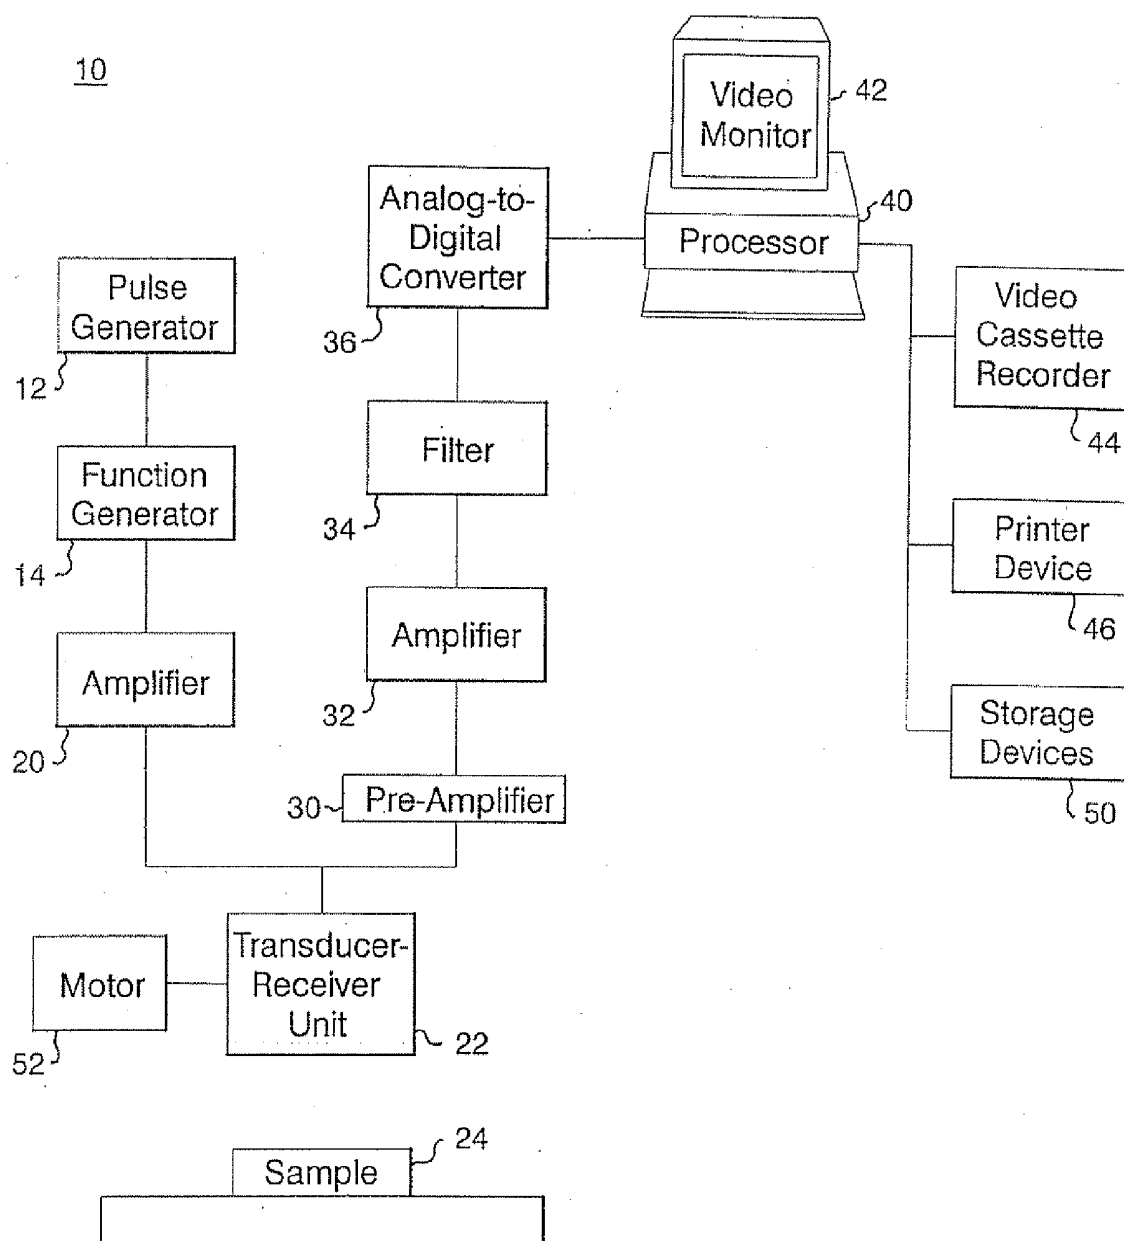 10
Video
Monitor
42
Analog-to-
Digital
Converter
36
Processor
40
Pulse
Generator
12
Video
Cassette
Recorder
44
Filter
34
Function
Generator
14
Printer
Device
46
Amplifier
32
Amplifier
20
Storage
Devices
50
30
Pre-Amplifier
Motor
52
Transducer-
Receiver
Unit
22
24
Sample